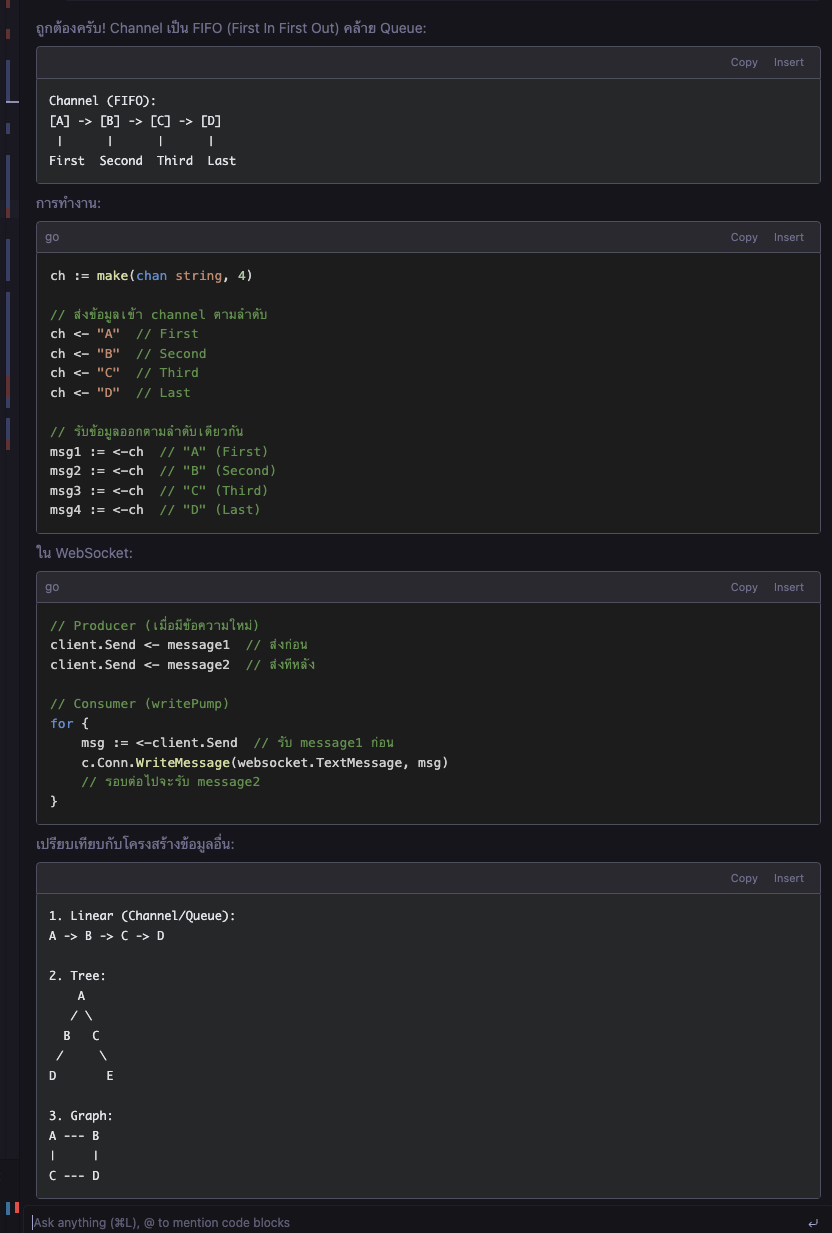 ถูกต้องครับ! Channel เป็น FIFO (First In First Out) คล้าย Queue:
Copy Insert
Channel (FIFO):
[A] -> [B] -> [C] -> [D]
 |      |      |      |
First  Second  Third  Last
การทำงาน:
go Copy Insert
ch := make(chan string, 4)
// ส่งข้อมูลเข้า channel ตามลำดับ
ch <- "A"  // First
ch <- "B"  // Second
ch <- "C"  // Third
ch <- "D"  // Last
// รับข้อมูลออกตามลำดับเดียวกัน
msg1 := <-ch  // "A" (First)
msg2 := <-ch  // "B" (Second)
msg3 := <-ch  // "C" (Third)
msg4 := <-ch  // "D" (Last)
ใน WebSocket:
go Copy Insert
// Producer (เมื่อมีข้อความใหม่)
client.Send <- message1  // ส่งก่อน
client.Send <- message2  // ส่งทีหลัง
// Consumer (writePump)
for {
    msg := <-client.Send  // รับ message1 ก่อน
    c.Conn.WriteMessage(websocket.TextMessage, msg)
    // รอบต่อไปจะรับ message2
}
เปรียบเทียบกับโครงสร้างข้อมูลอื่น:
Copy Insert
1. Linear (Channel/Queue):
A -> B -> C -> D
2. Tree:
    A
   / \
  B   C
 /     \
D       E
3. Graph:
A --- B
|     |
C --- D
Ask anything (⌘L), @ to mention code blocks